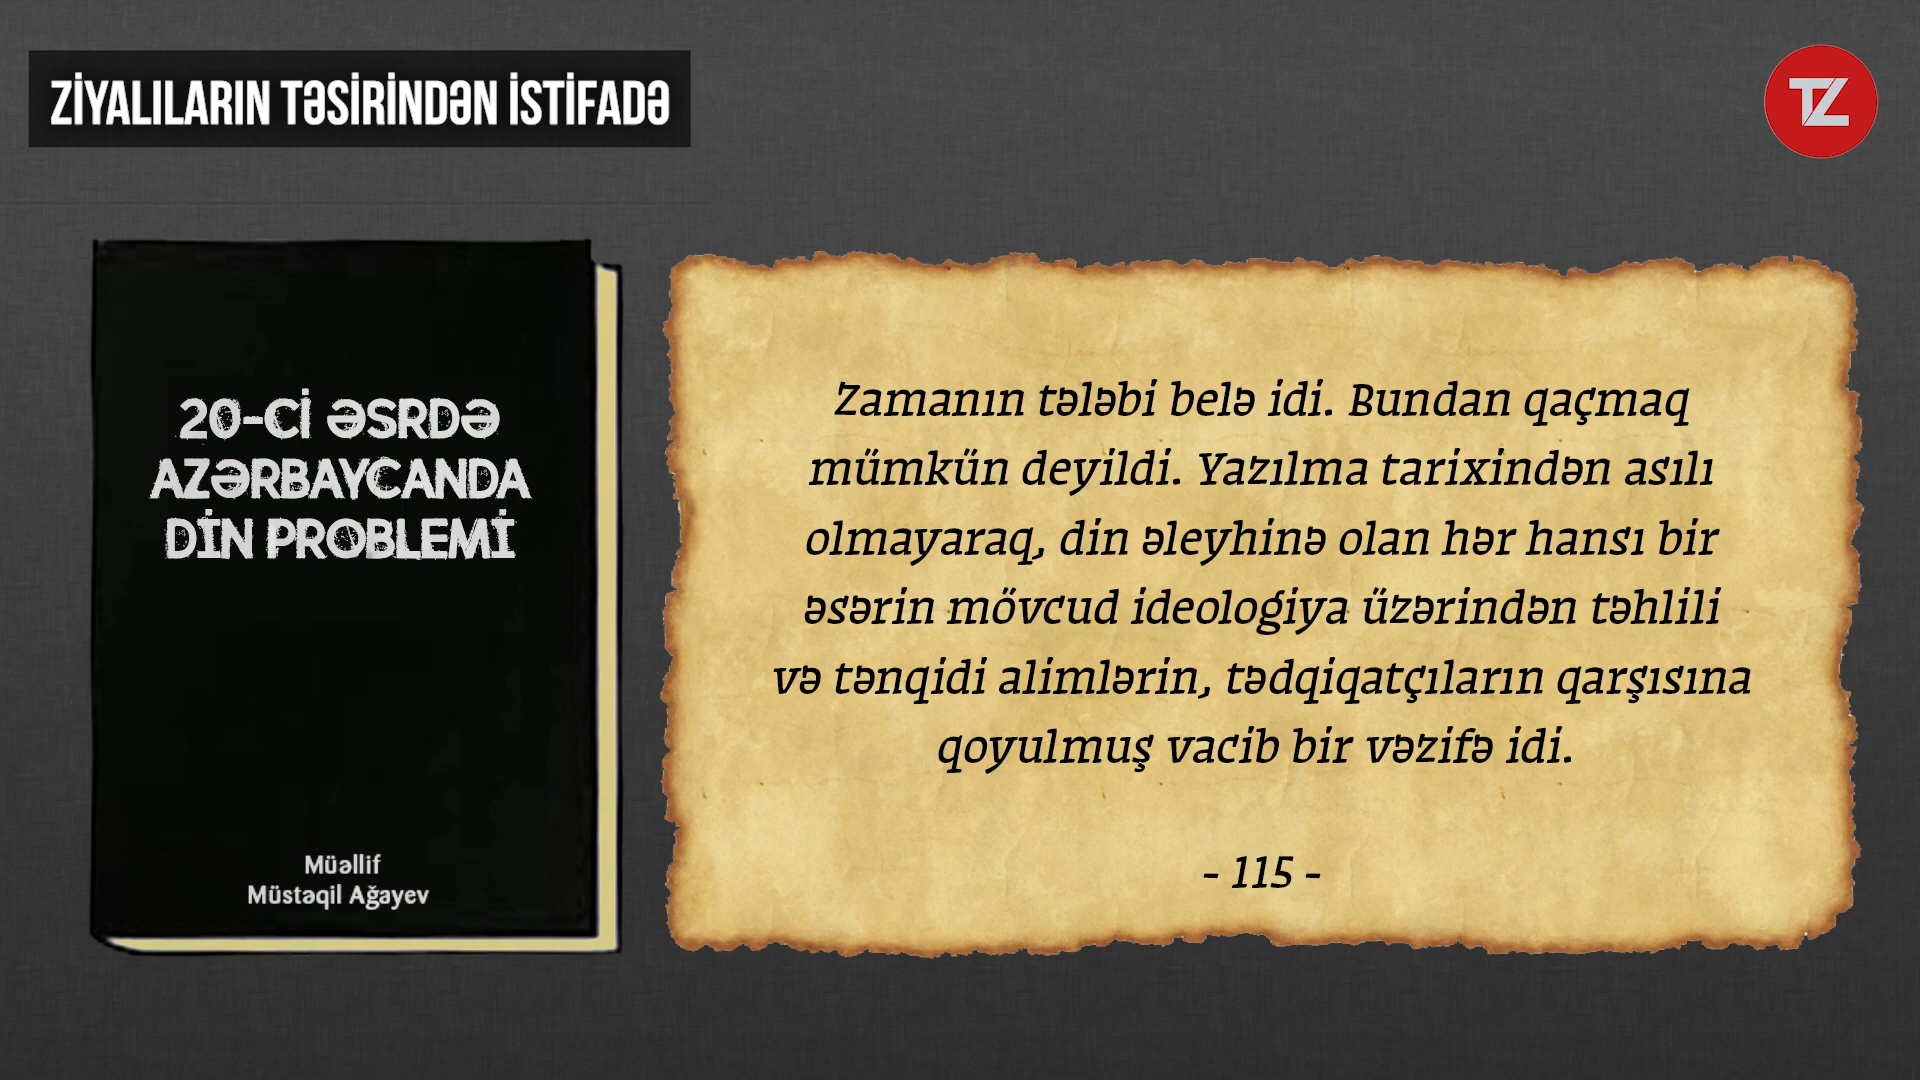 ZİYALILARIN TƏSİRİNDƏN İSTİFADƏ
TZ
20-Cİ ƏSRDƏ
AZƏRBAYCANDA
DİN PROBLEMİ
Müəllif
Müstəqil Ağayev
Zamanın tələbi belə idi. Bundan qaçmaq
mümkün deyildi. Yazılma tarixindən asılı
olmayaraq, din əleyhinə olan hər hansı bir
əsərin mövcud ideologiya üzərindən təhlili
və tənqidi alimlərin, tədqiqatçıların qarşısına
qoyulmuş vacib bir vəzifə idi.
- 115 -